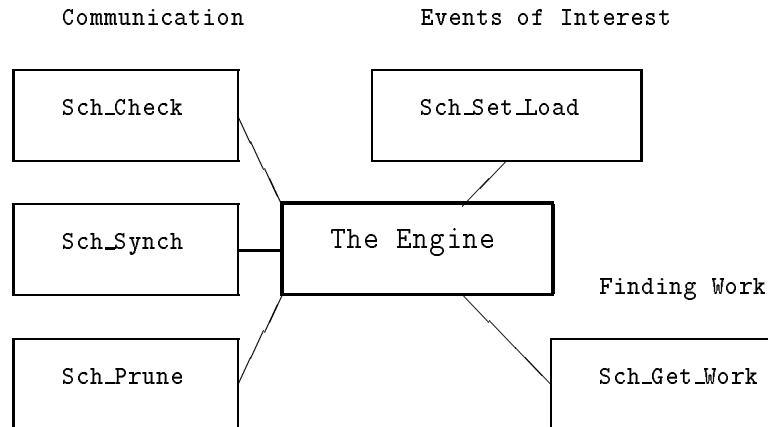 Communication
Events of Interest
Sch_Check
Sch_Set_Load
Sch_Synch
The Engine
Finding Work
Sch_Prune
Sch_Get_Work